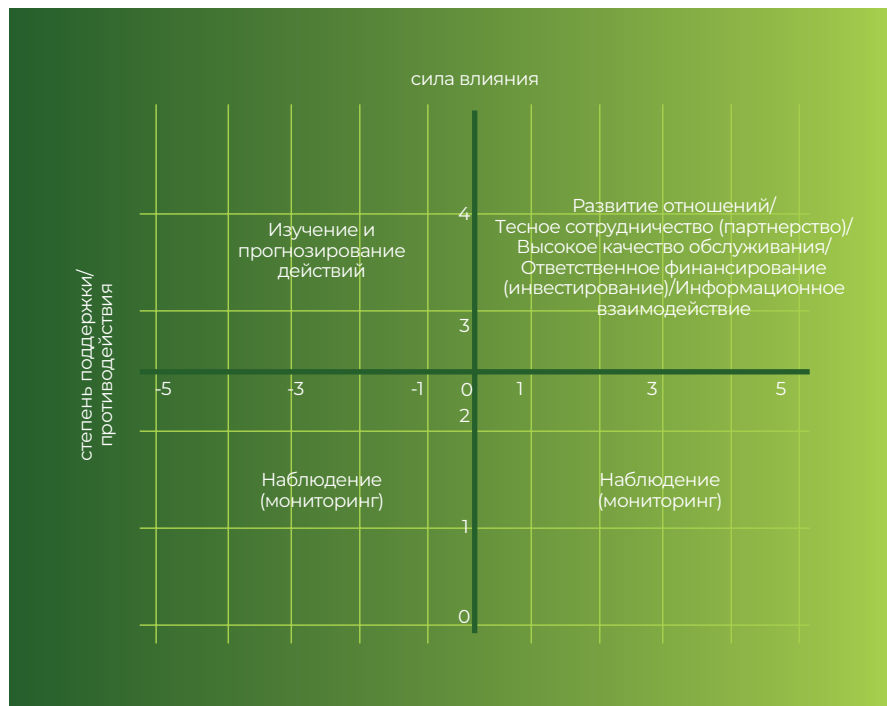 сила влияния
степень поддержки/
противодействия
4
Изучение и
прогнозирование
действий
Развитие отношений/
Тесное сотрудничество (партнерство)/
Высокое качество обслуживания/
Ответственное финансирование
(инвестирование)/Информационное
взаимодействие
3
-5
-3
-1
0
1
3
5
2
Наблюдение
(мониторинг)
Наблюдение
(мониторинг)
1
0